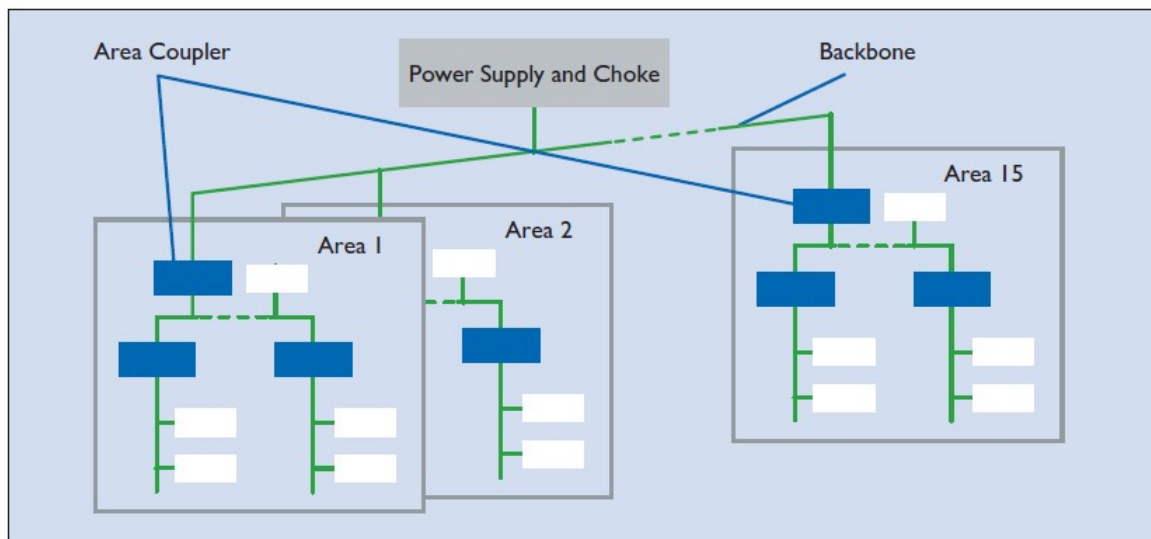 Area Coupler
Power Supply and Choke
Backbone
Area 15
Area 2
Area 1